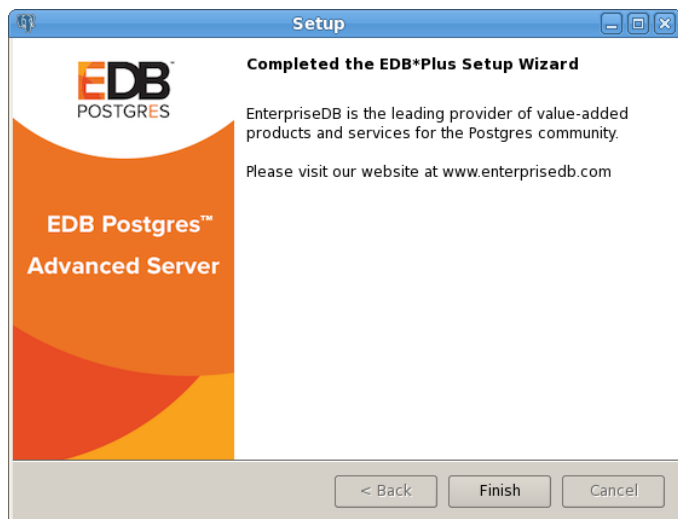 Setup
EDB™
POSTGRES
EDB Postgres™
Advanced Server
Completed the EDB*Plus Setup Wizard
EnterpriseDB is the leading provider of value-added
products and services for the Postgres community.
Please visit our website at www.enterprisedb.com
< Back
Finish
Cancel